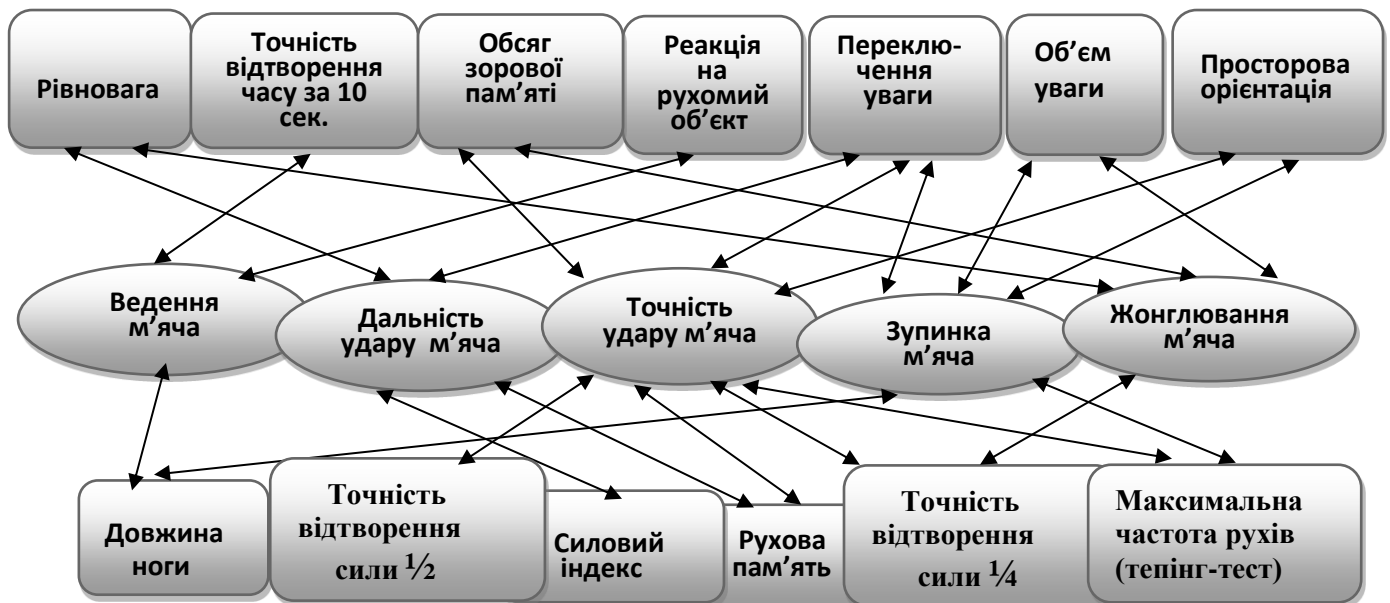 Рівновага
Точність
відтворення
часу за 10
сек.
Обсяг
зорової
пам’яті
Реакція
на
рухомий
об’єкт
Переклю-
чення
уваги
Об’єм
уваги
Просторова
орієнтація
Ведення
м’яча
Дальність
удару м’яча
Точність
удару м’яча
Зупинка
м’яча
Жонглювання
м’яча
Довжина
ноги
Точність
відтворення
сили ½
Силовий
індекс
Рухова
пам’ять
Точність
відтворення
сили ¼
Максимальна
частота рухів
(тепінг-тест)